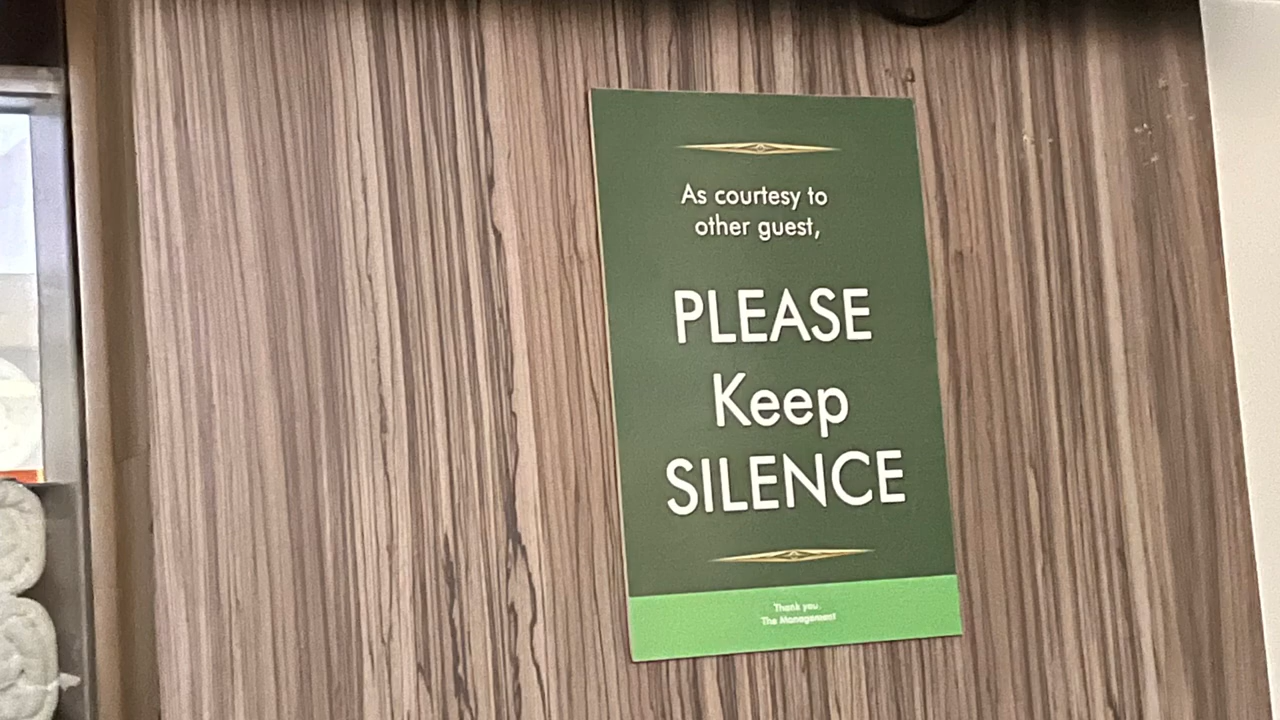 As courtesy to
other guest,
PLEASE
Keep
SILENCE
Thank you.
The Management